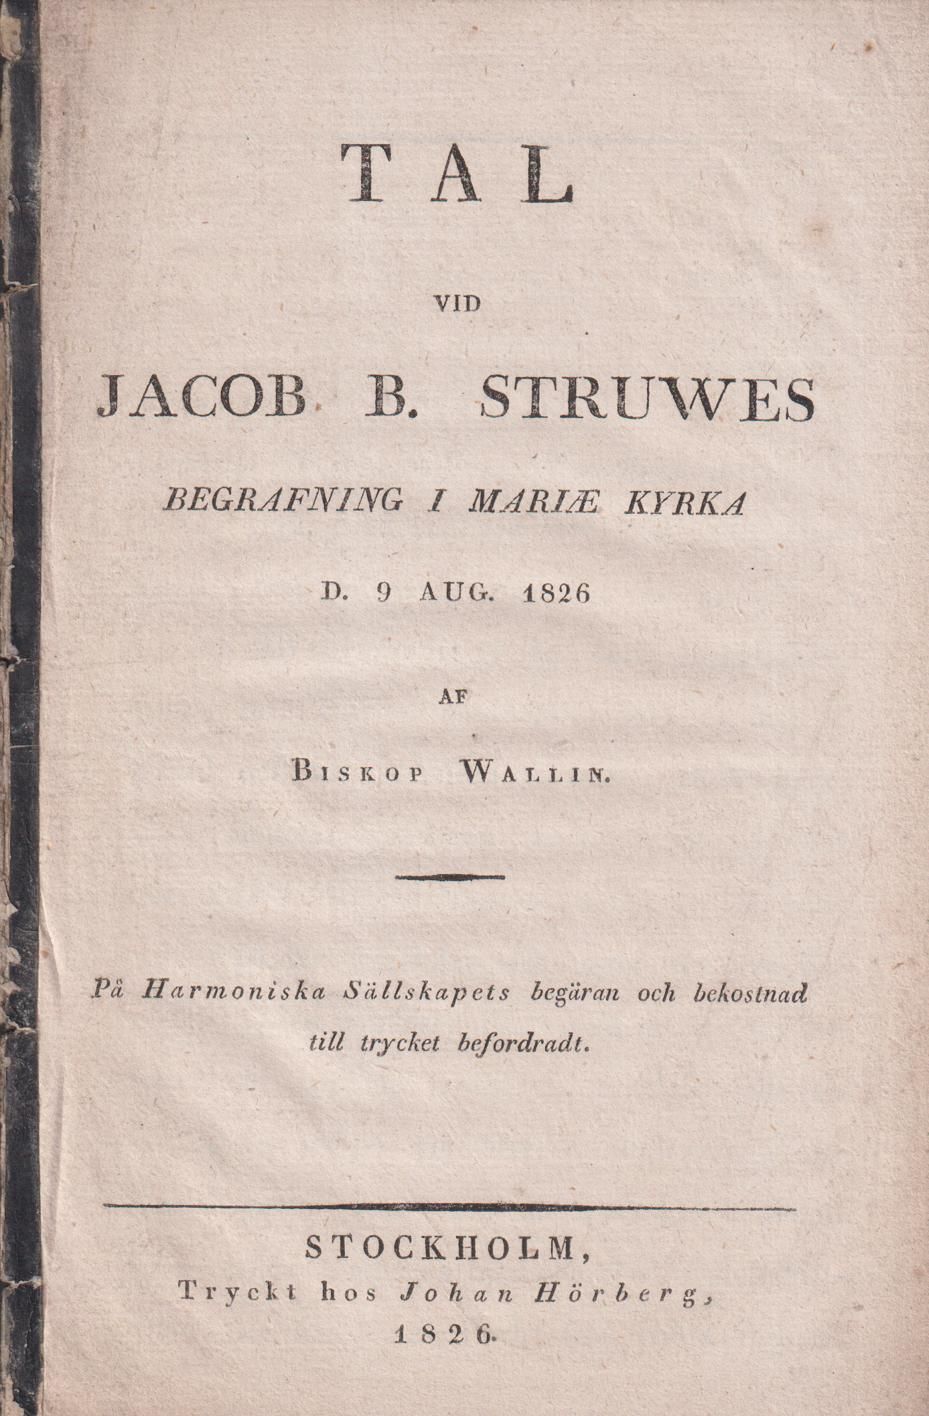 TAL
VID
JACOB B. STRUWES
BEGRAFNING I MARIÆ KYRKA
D. 9 AUG. 1826
AF
BISKOP WALLIN.
På Harmoniska Sällskapets begäran och bekostnad
till trycket befordradt.
STOCKHOLM,
Tryckt hos Johan Hörberg,
1826.